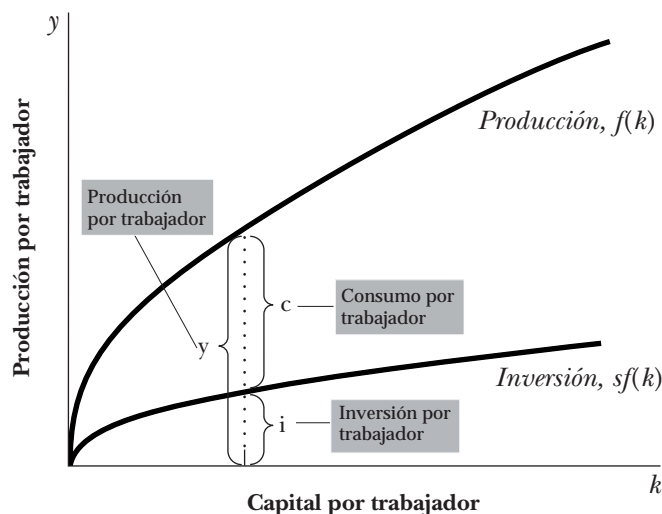 y
Producción por trabajador
Producción, f(k)
Producción
por trabajador
c
Consumo por
trabajador
y
Inversión, sf(k)
i
Inversión por
trabajador
k
Capital por trabajador